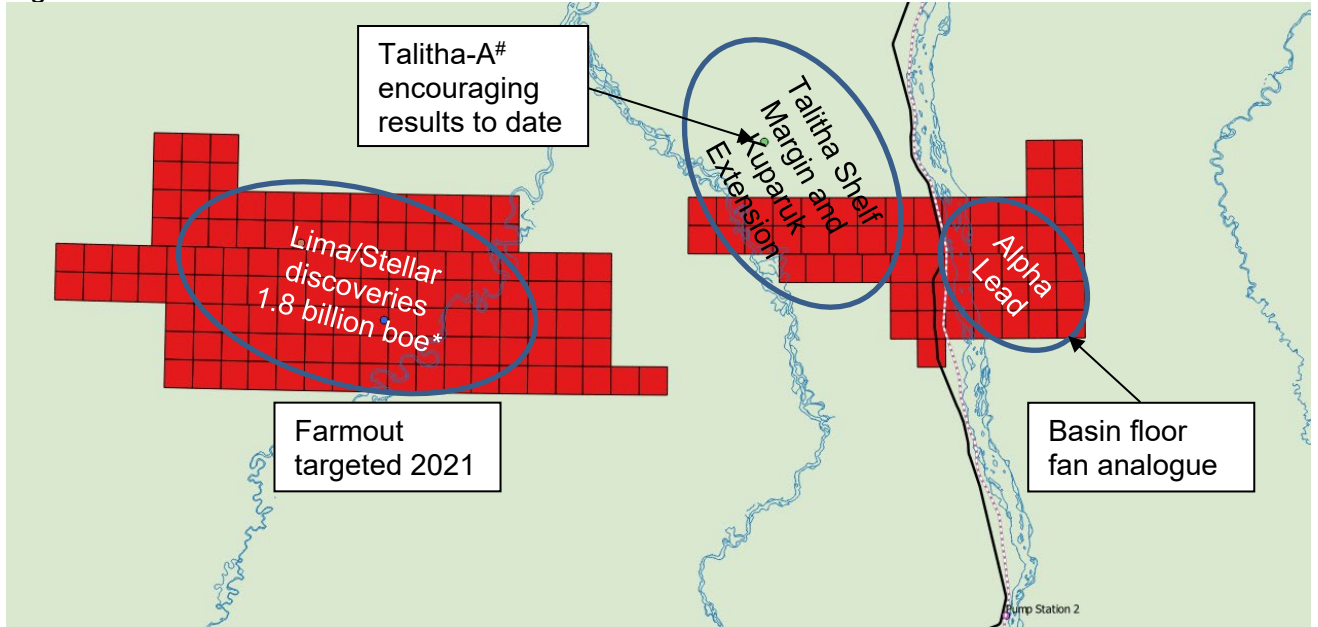 Talitha-A#
encouraging
results to date
Talitha Shelf
Margin and
Kuparuk
Extension
Lima/Stellar
discoveries
1.8 billion boe*
Alpha
Lead
Farmout
targeted 2021
Basin floor
fan analogue
Pump Station 2